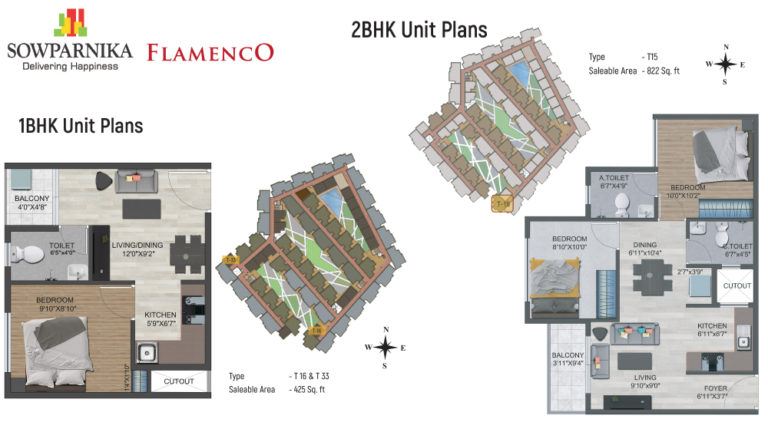 SOWPARNIKA
Delivering Happiness
FLAMENCO
2BHK Unit Plans
Type - T15
Saleable Area - 822 Sq. ft
N
W E
S
T-15
1BHK Unit Plans
BALCONY
4'0"X4'8"
TOILET
6'5"x4'0"
LIVING/DINING
12'0"X9'2"
BEDROOM
9'10"X8'10"
KITCHEN
5'9"X6'7"
CUTOUT
T-33
T-16
N
W E
S
Type - T 16 & T 33
Saleable Area - 425 Sq. ft
A.TOILET
6'7"X4'9"
BEDROOM
10'0"X10'2"
BEDROOM
8'10"X10'0"
DINING
6'11"x10'4"
C.TOILET
6'7"x4'5"
2'7"x3'9"
CUTOUT
KITCHEN
6'11"x6'7"
BALCONY
3'11"X9'4"
LIVING
9'10"x9'0"
FOYER
6'11"X3'7"